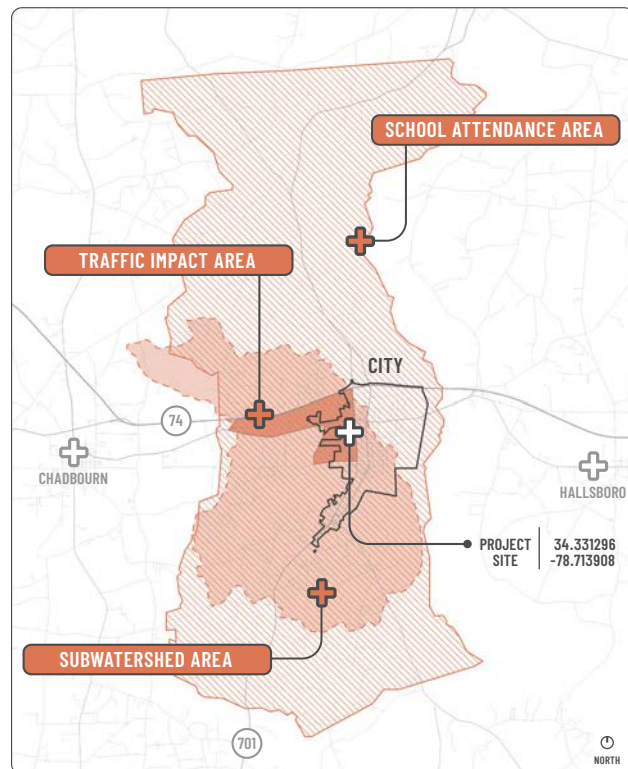 SCHOOL ATTENDANCE AREA
TRAFFIC IMPACT AREA
CITY
74
CHADBOURN
HALLSBORO
PROJECT SITE
34.331296
-78.713908
SUBWATERSHED AREA
701
NORTH